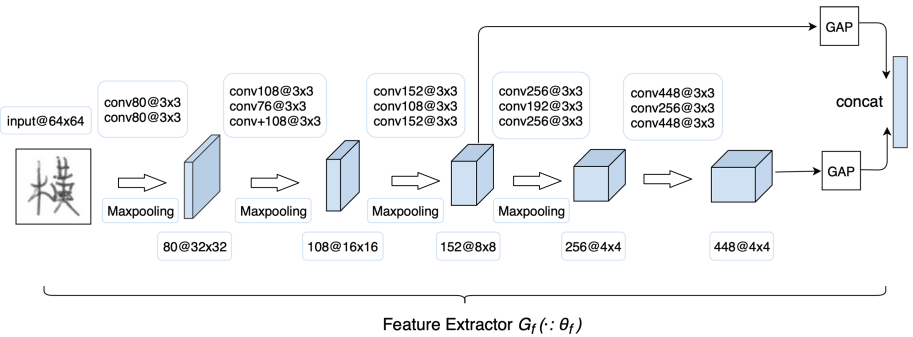 GAP
conv80@3x3
conv80@3x3
conv108@3x3
conv76@3x3
conv+108@3x3
conv152@3x3
conv108@3x3
conv152@3x3
conv256@3x3
conv192@3x3
conv256@3x3
conv448@3x3
conv256@3x3
conv448@3x3
concat
input@64x64
横
GAP
Maxpooling
Maxpooling
Maxpooling
Maxpooling
80@32x32
108@16x16
152@8x8
256@4x4
448@4x4
Feature Extractor G_f(·: θ_f)